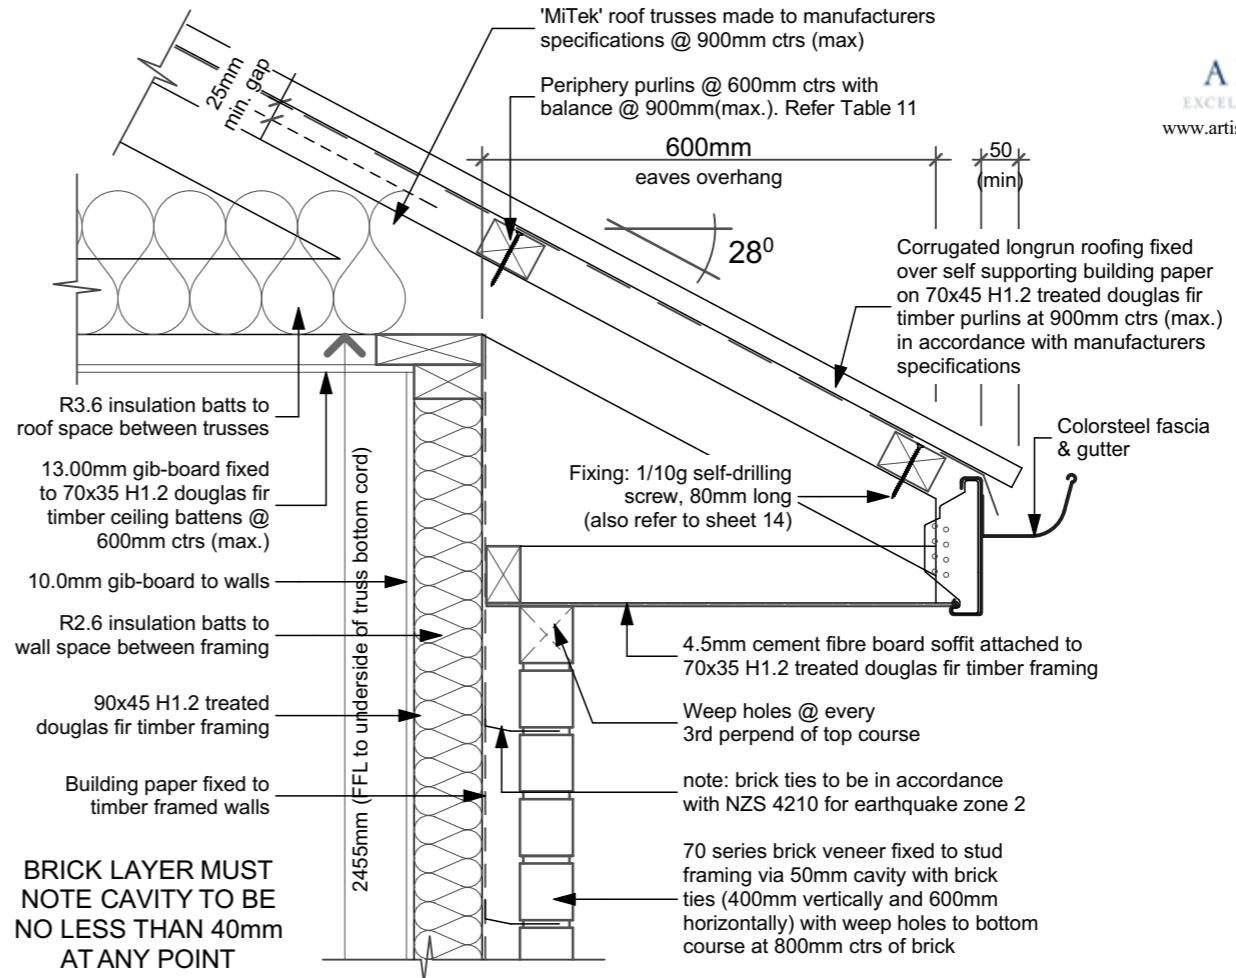 'MiTek' roof trusses made to manufacturers
specifications @ 900mm ctrs (max)
Periphery purlins @ 600mm ctrs with
balance @ 900mm(max.). Refer Table 11
25mm
min. gap
600mm
eaves overhang
50
(min)
28⁰
A
EXCEL
www.artis
Corrugated longrun roofing fixed
over self supporting building paper
on 70x45 H1.2 treated douglas fir
timber purlins at 900mm ctrs (max.)
in accordance with manufacturers
specifications
Colorsteel fascia
& gutter
R3.6 insulation batts to
roof space between trusses
13.00mm gib-board fixed
to 70x35 H1.2 douglas fir
timber ceiling battens @
600mm ctrs (max.)
10.0mm gib-board to walls
R2.6 insulation batts to
wall space between framing
90x45 H1.2 treated
douglas fir timber framing
Building paper fixed to
timber framed walls
BRICK LAYER MUST
NOTE CAVITY TO BE
NO LESS THAN 40mm
AT ANY POINT
2455mm (FFL to underside of truss bottom cord)
Fixing: 1/10g self-drilling
screw, 80mm long
(also refer to sheet 14)
4.5mm cement fibre board soffit attached to
70x35 H1.2 treated douglas fir timber framing
Weep holes @ every
3rd perpend of top course
note: brick ties to be in accordance
with NZS 4210 for earthquake zone 2
70 series brick veneer fixed to stud
framing via 50mm cavity with brick
ties (400mm vertically and 600mm
horizontally) with weep holes to bottom
course at 800mm ctrs of brick